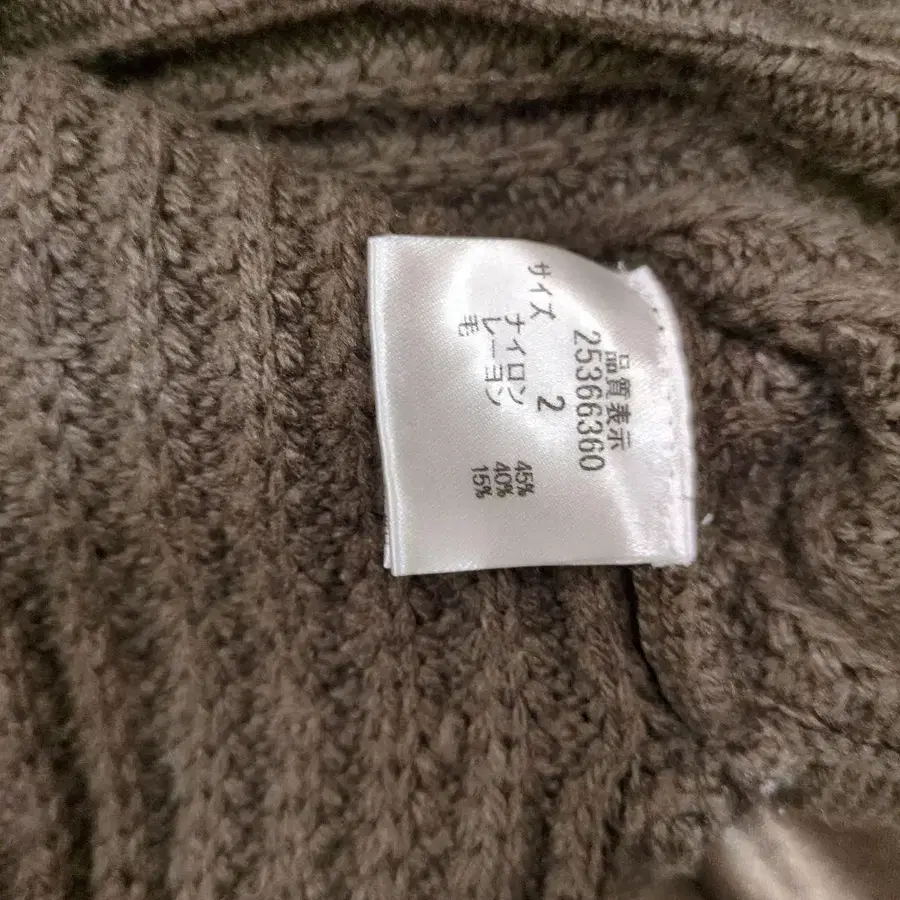 品質表示
25366360
サイズ 2
ナイロン 45%
レーヨン 40%
毛 15%